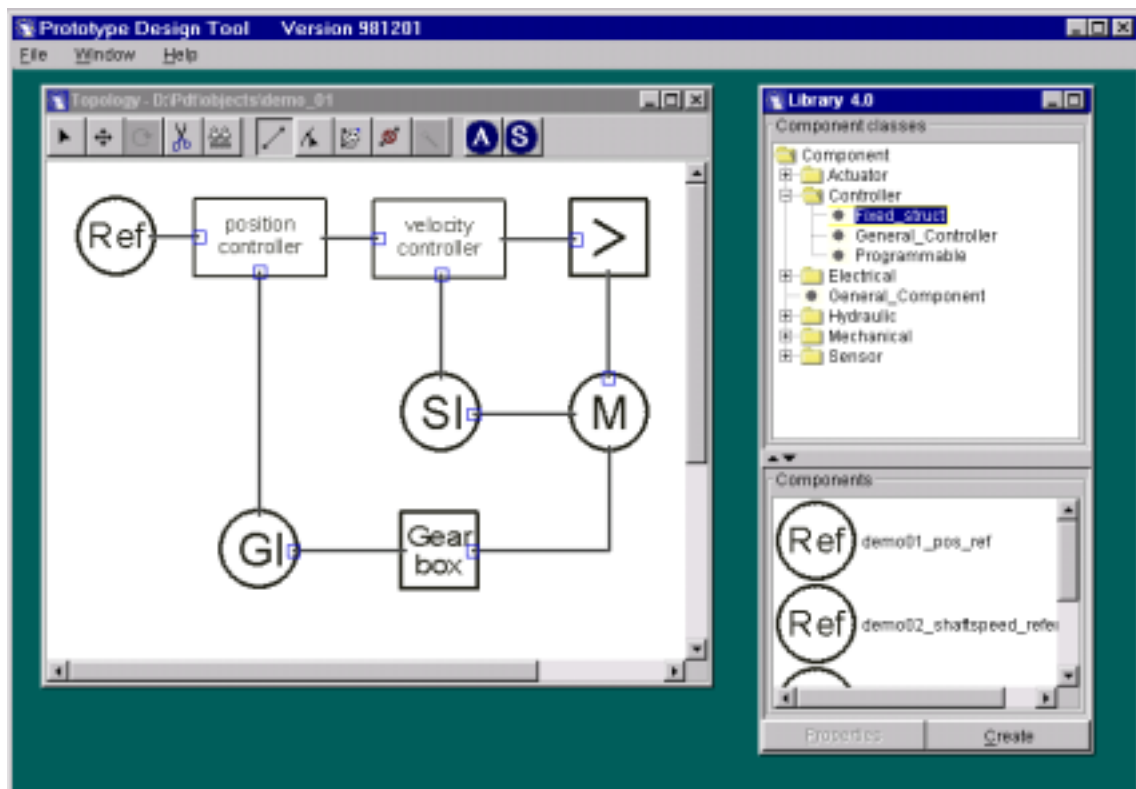 Prototype Design Tool Version 981201
File Window Help
Topology - D:\Pdt\objects\demo_01
A S
Ref
position
controller
velocity
controller
>
SI
M
GI
Gear
box
Library 4.0
Component classes
Component
Actuator
Controller
Fixed_struct
General_Controller
Programmable
Electrical
General_Component
Hydraulic
Mechanical
Sensor
Components
Ref demo01_pos_ref
Ref demo02_shaftspeed_refe
Properties Create